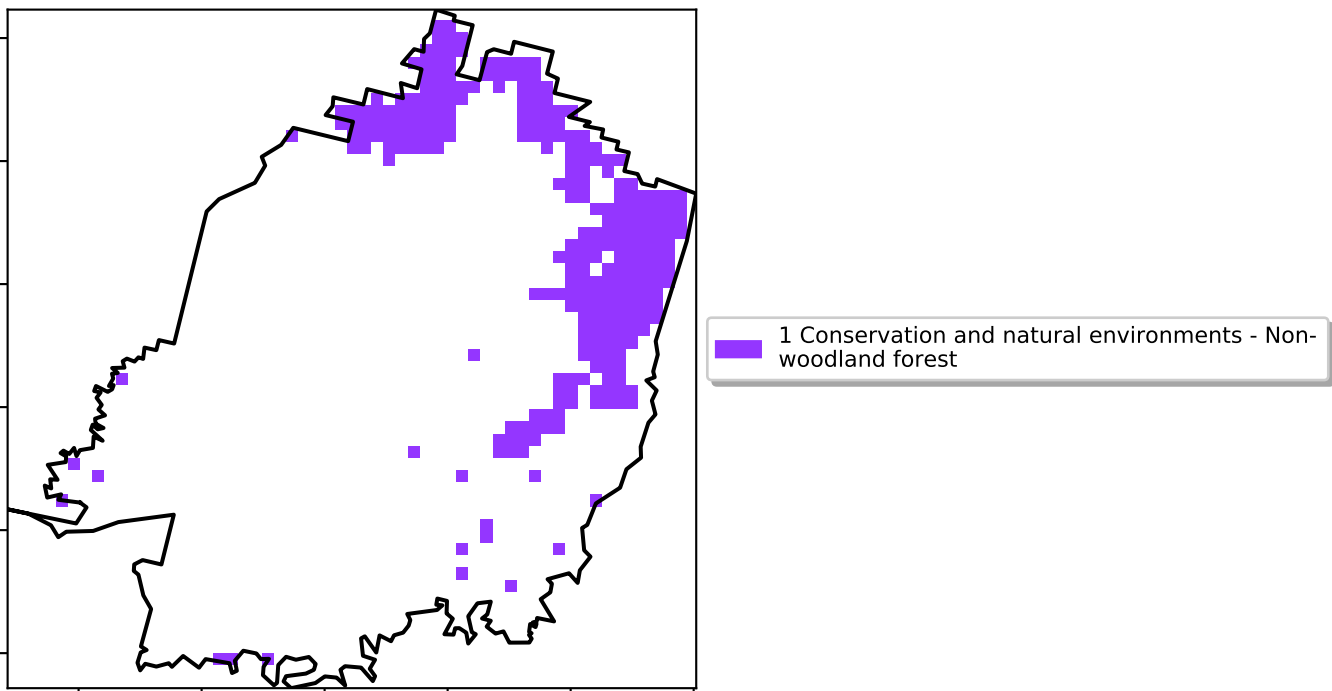 1 Conservation and natural environments - Non-
woodland forest